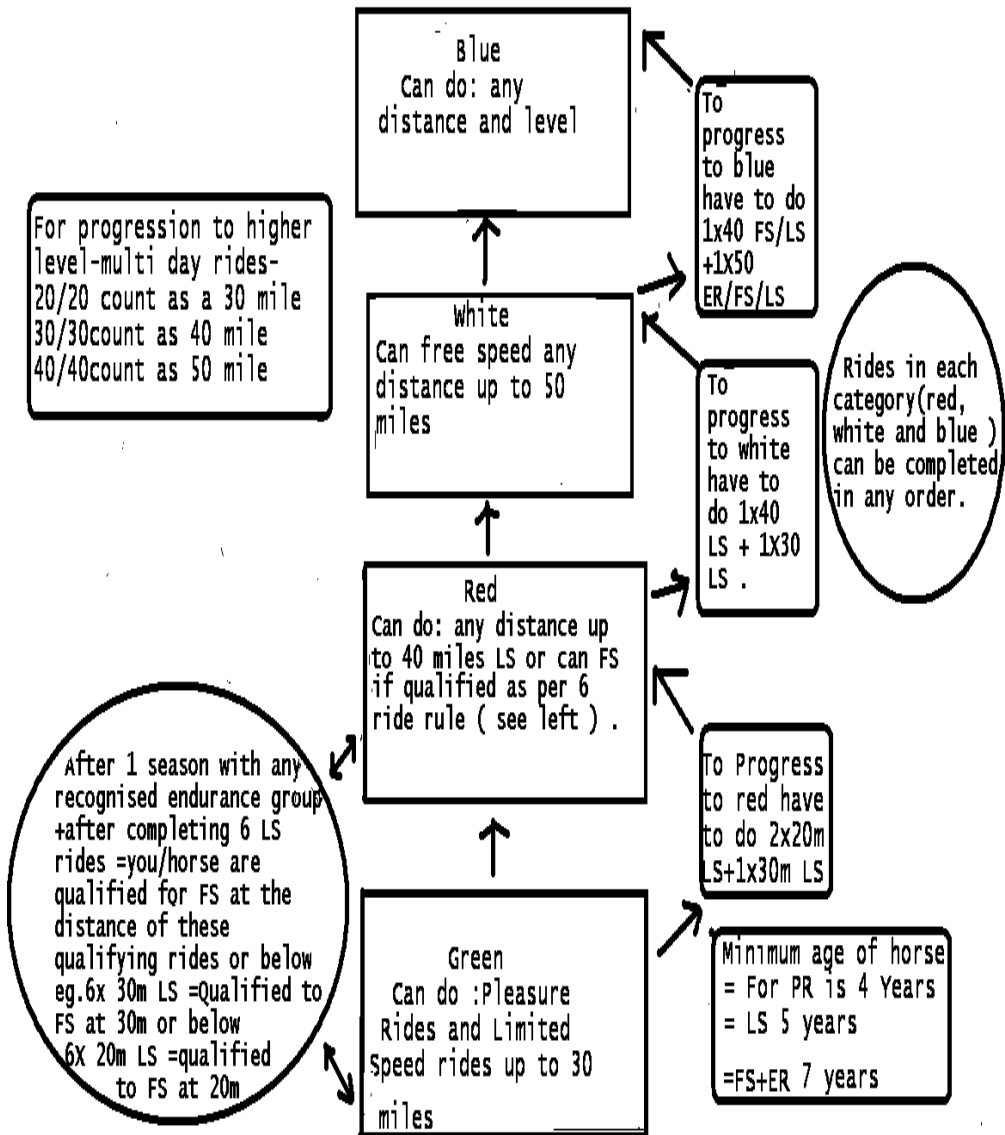 Blue
Can do: any
distance and level
To
progress
to blue
have to do
1x40 FS/LS
+1X50
ER/FS/LS
For progression to higher
level-multi day rides-
20/20 count as a 30 mile
30/30count as 40 mile
40/40count as 50 mile
White
Can free speed any
distance up to 50
miles
To
progress
to white
have to
do 1x40
LS + 1X30
LS .
Rides in each
category(red,
white and blue )
can be completed
in any order.
Red
Can do: any distance up
to 40 miles LS or can FS
if qualified as per 6
ride rule ( see left ) .
After 1 season with any
recognised endurance group
+after completing 6 LS
rides =you/horse are
qualified for FS at the
distance of these
qualifying rides or below
eg.6x 30m LS =Qualified to
FS at 30m or below
6X 20m LS =qualified
to FS at 20m
To Progress
to red have
to do 2x20m
LS+1x30m LS
Green
Can do :Pleasure
Rides and Limited
Speed rides up to 30
miles
Minimum age of horse
= For PR is 4 Years
= LS 5 years
=FS+ER 7 years